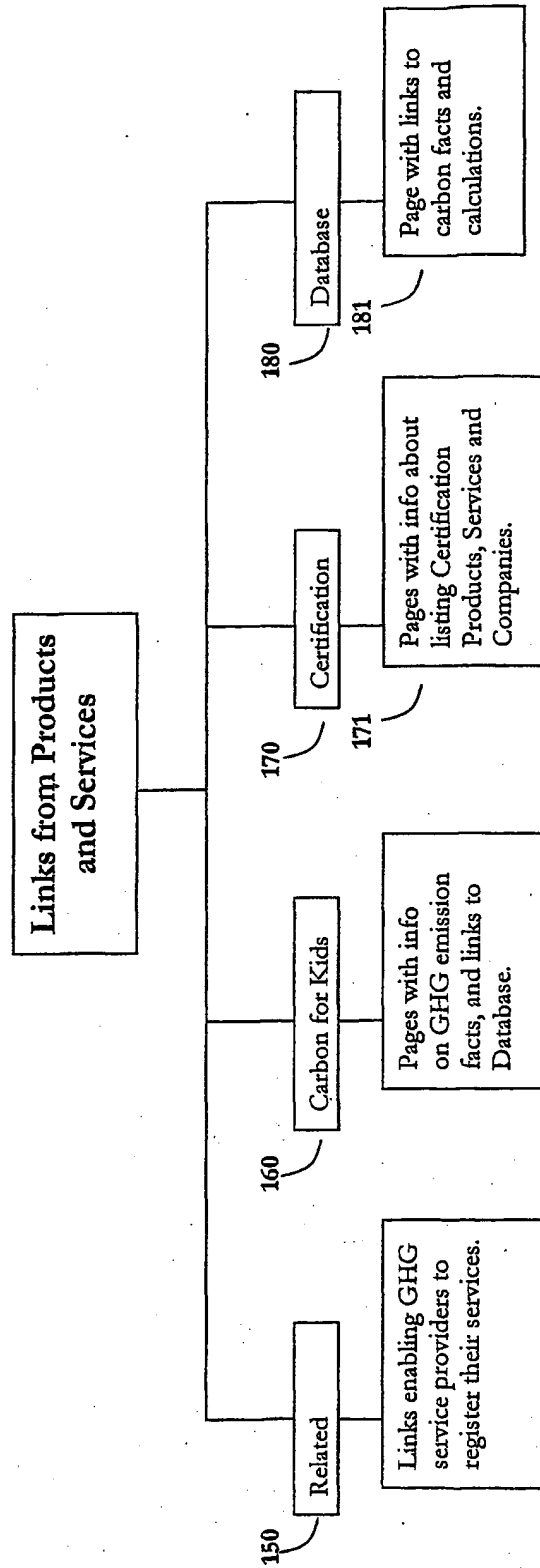 Links from Products
and Services
150
Related
Links enabling GHG
service providers to
register their services.
160
Carbon for Kids
Pages with info
on GHG emission
facts, and links to
Database.
170
Certification
171
Pages with info about
listing Certification
Products, Services and
Companies.
180
Database
181
Page with links to
carbon facts and
calculations.